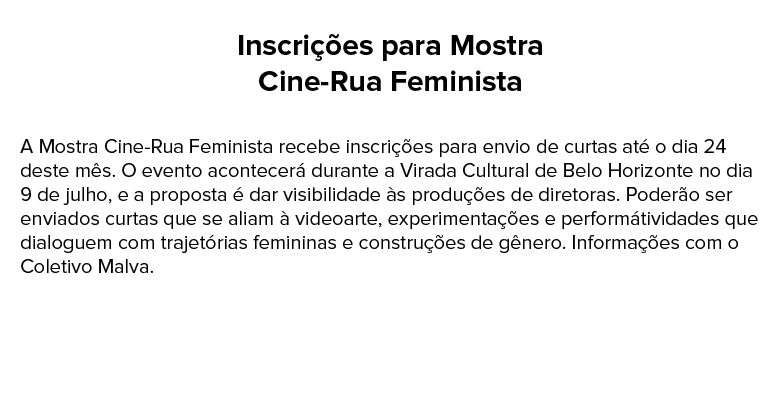 Inscrições para Mostra
Cine-Rua Feminista
A Mostra Cine-Rua Feminista recebe inscrições para envio de curtas até o dia 24
deste mês. O evento acontecerá durante a Virada Cultural de Belo Horizonte no dia
9 de julho, e a proposta é dar visibilidade às produções de diretoras. Poderão ser
enviados curtas que se aliam à videoarte, experimentações e performátividades que
dialoguem com trajetórias femininas e construções de gênero. Informações com o
Coletivo Malva.